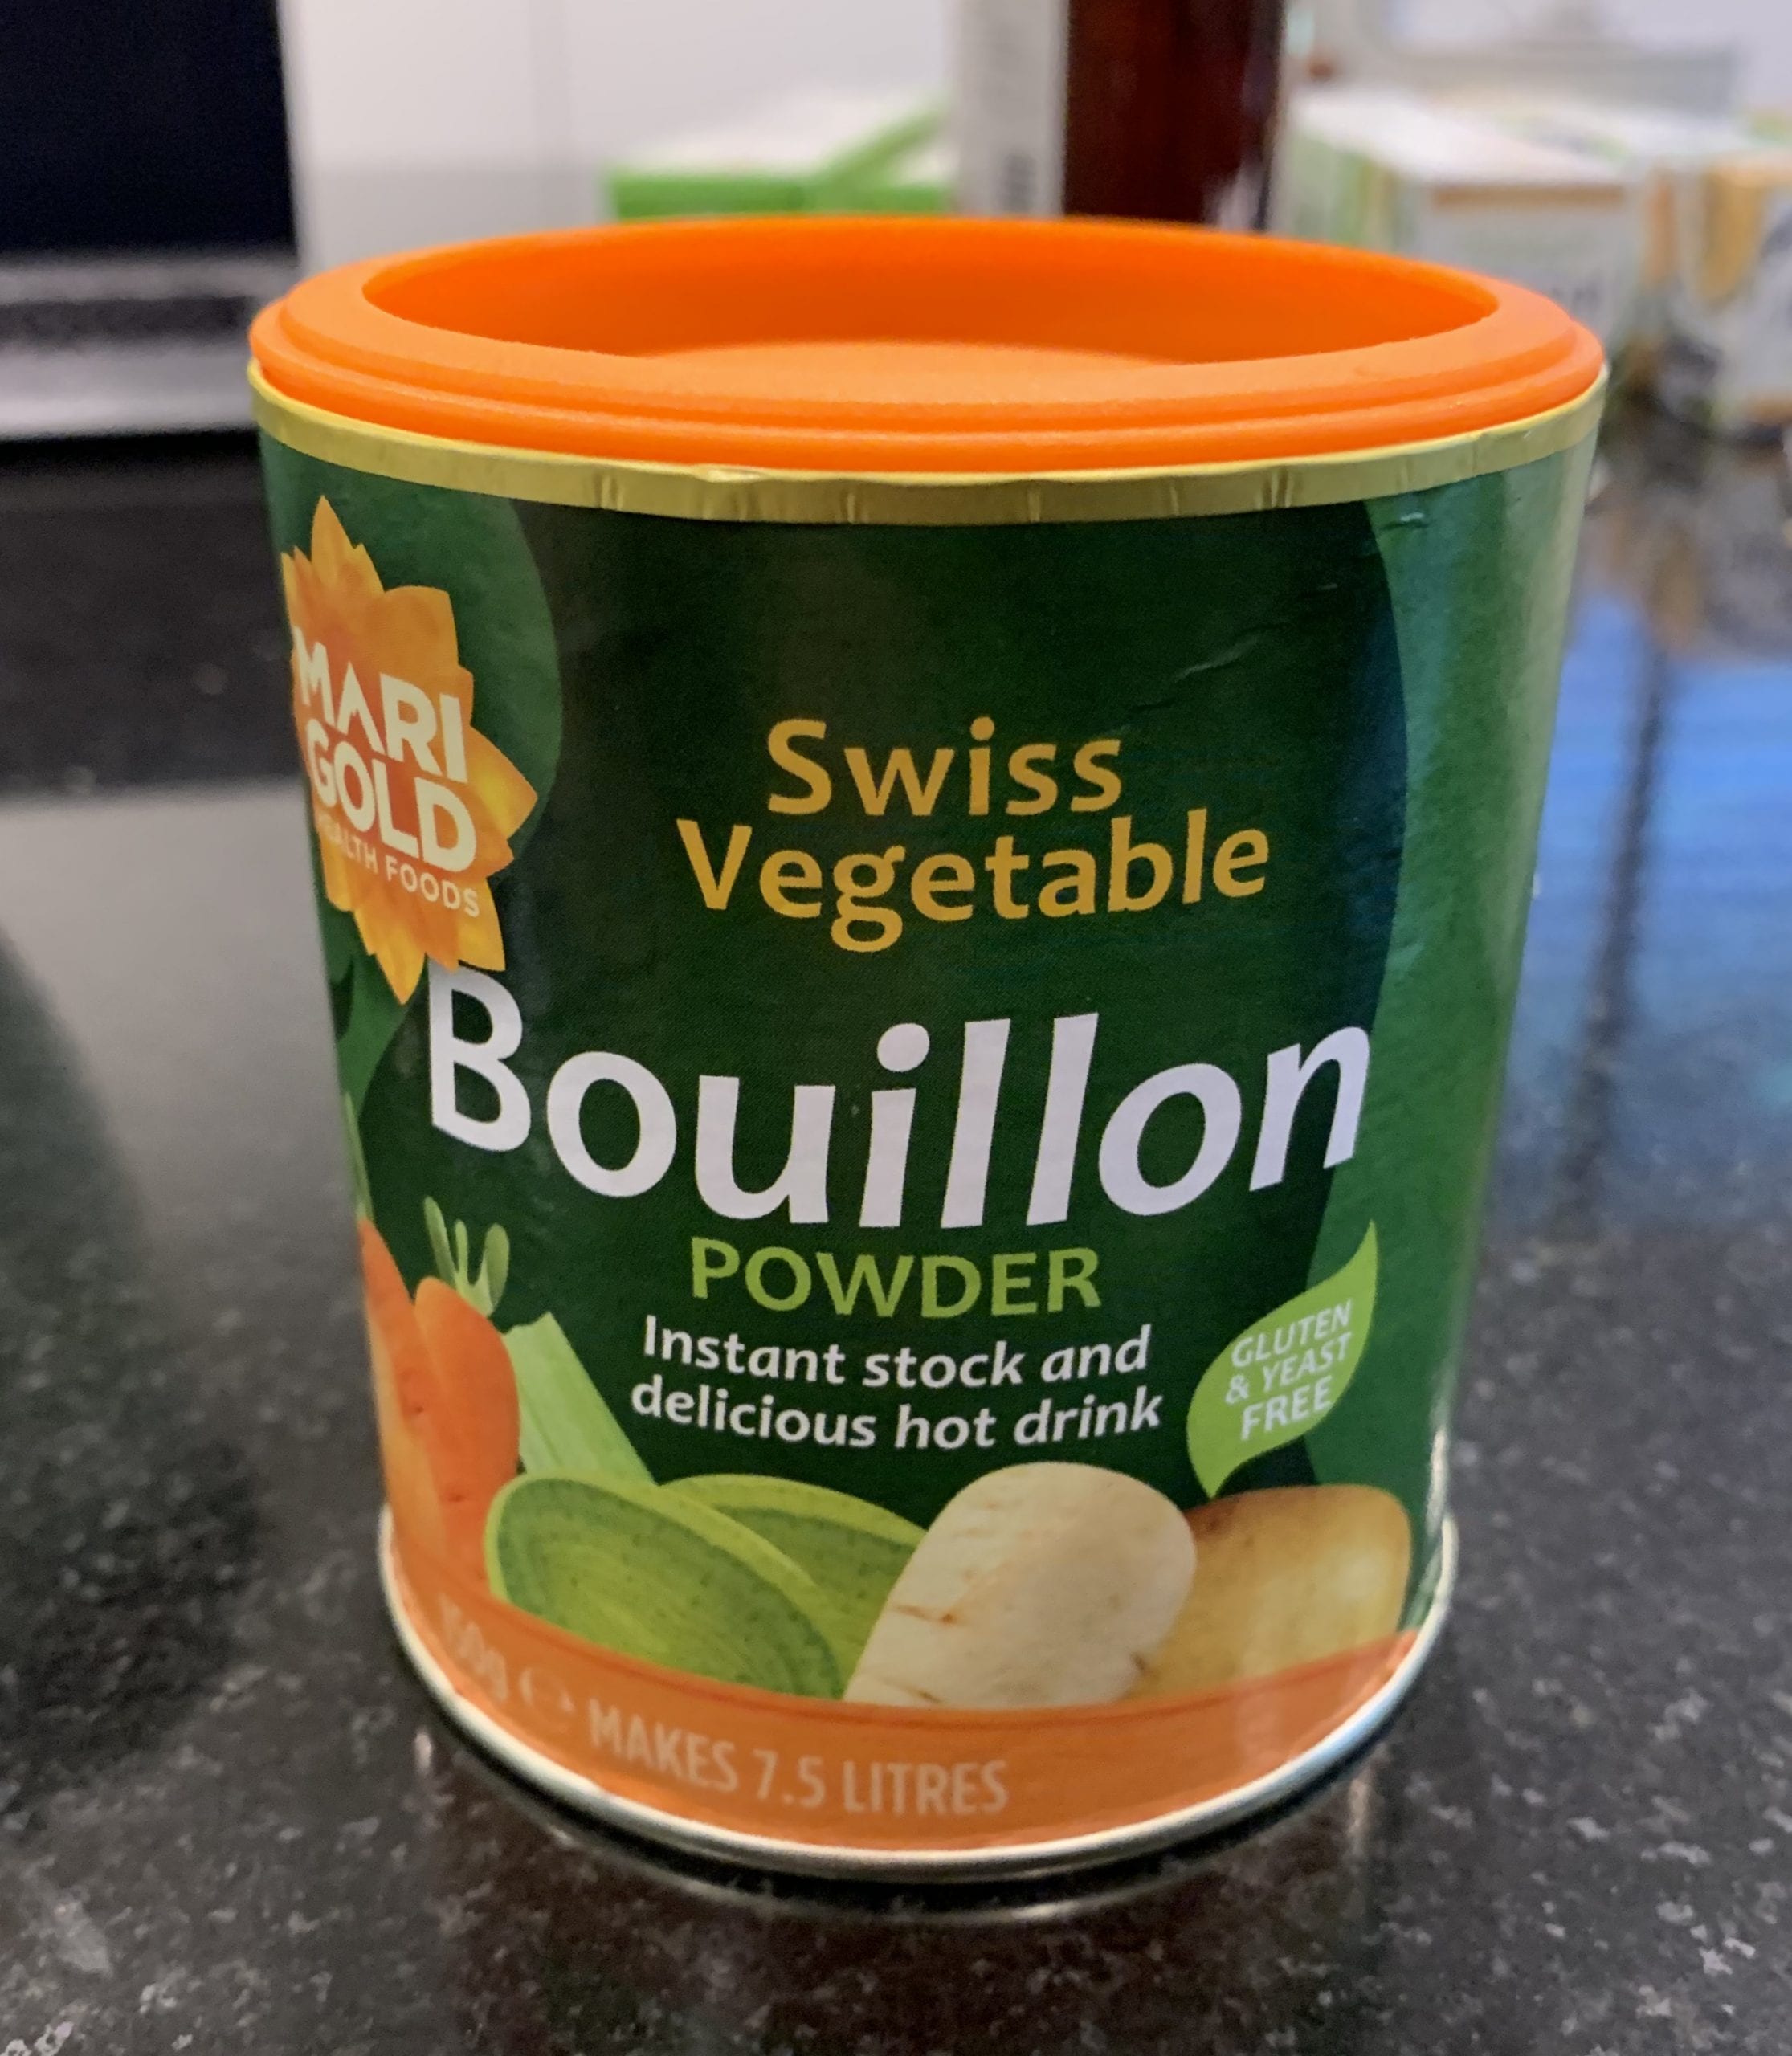 MARI
GOLD
HEALTH FOODS
Swiss
Vegetable
Bouillon
POWDER
Instant stock and
delicious hot drink
GLUTEN
& YEAST
FREE
150g ℮ MAKES 7.5 LITRES